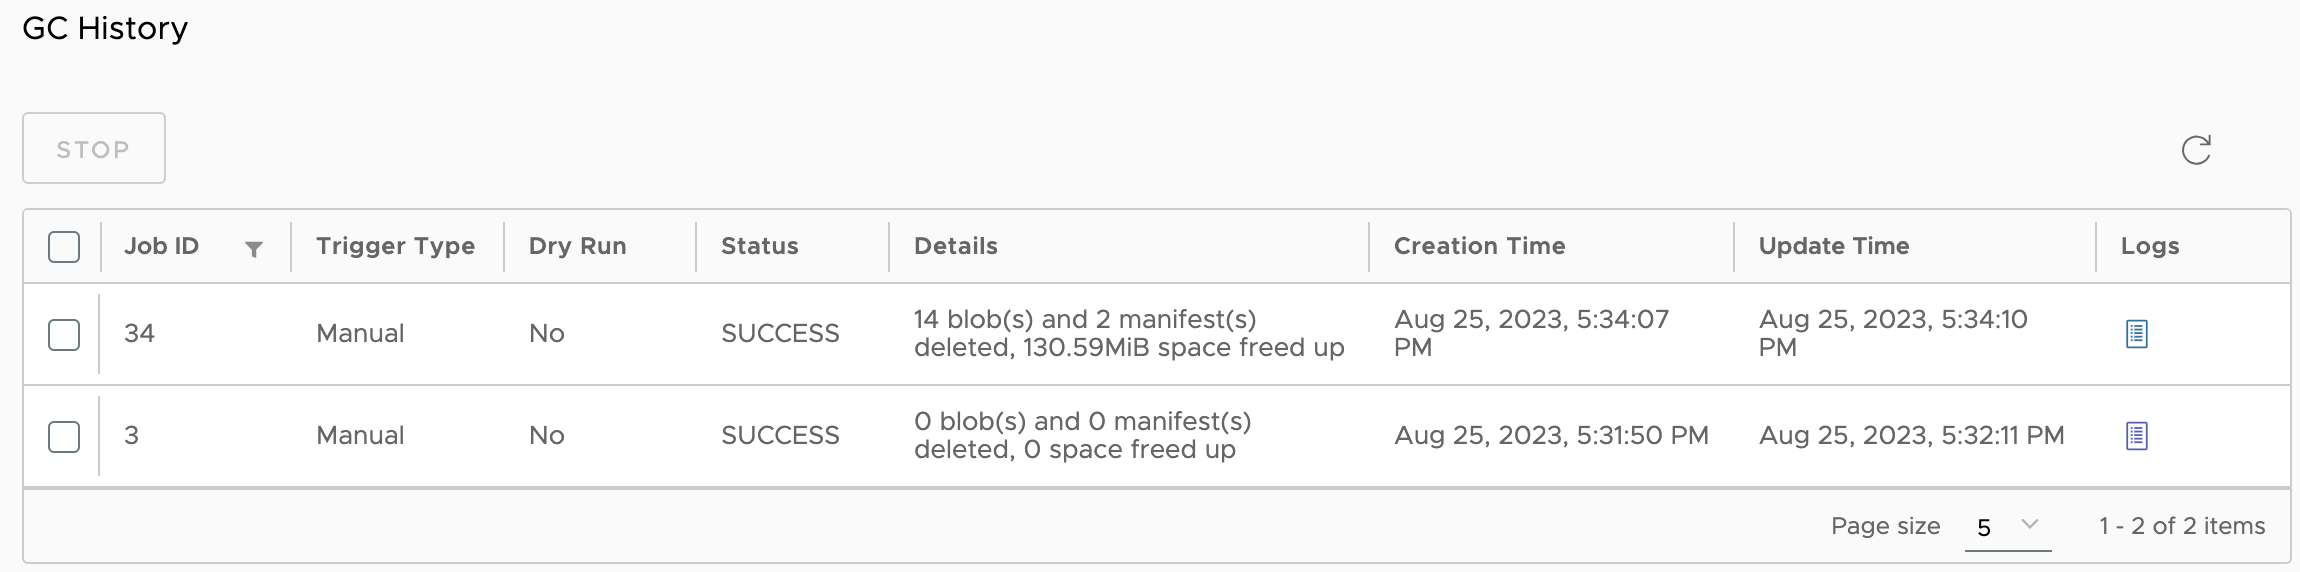 GC History
STOP
Job ID Trigger Type Dry Run Status Details Creation Time Update Time Logs
34 Manual No SUCCESS 14 blob(s) and 2 manifest(s) deleted, 130.59MiB space freed up Aug 25, 2023, 5:34:07 PM Aug 25, 2023, 5:34:10 PM
3 Manual No SUCCESS 0 blob(s) and 0 manifest(s) deleted, 0 space freed up Aug 25, 2023, 5:31:50 PM Aug 25, 2023, 5:32:11 PM
Page size 5 1 - 2 of 2 items